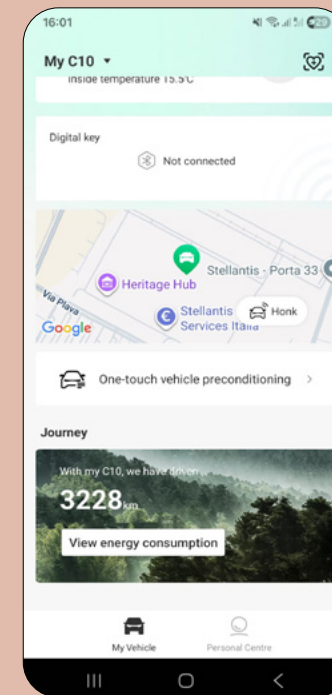 16:01
My C10
Inside temperature 15.5°C
Digital key
Not connected
Stellantis - Porta 33
Heritage Hub
Via Plava
Stellantis
Services Italia
Honk
Google
One-touch vehicle preconditioning
Journey
With my C10, we have driven...
3228 km
View energy consumption
My Vehicle
Personal Centre